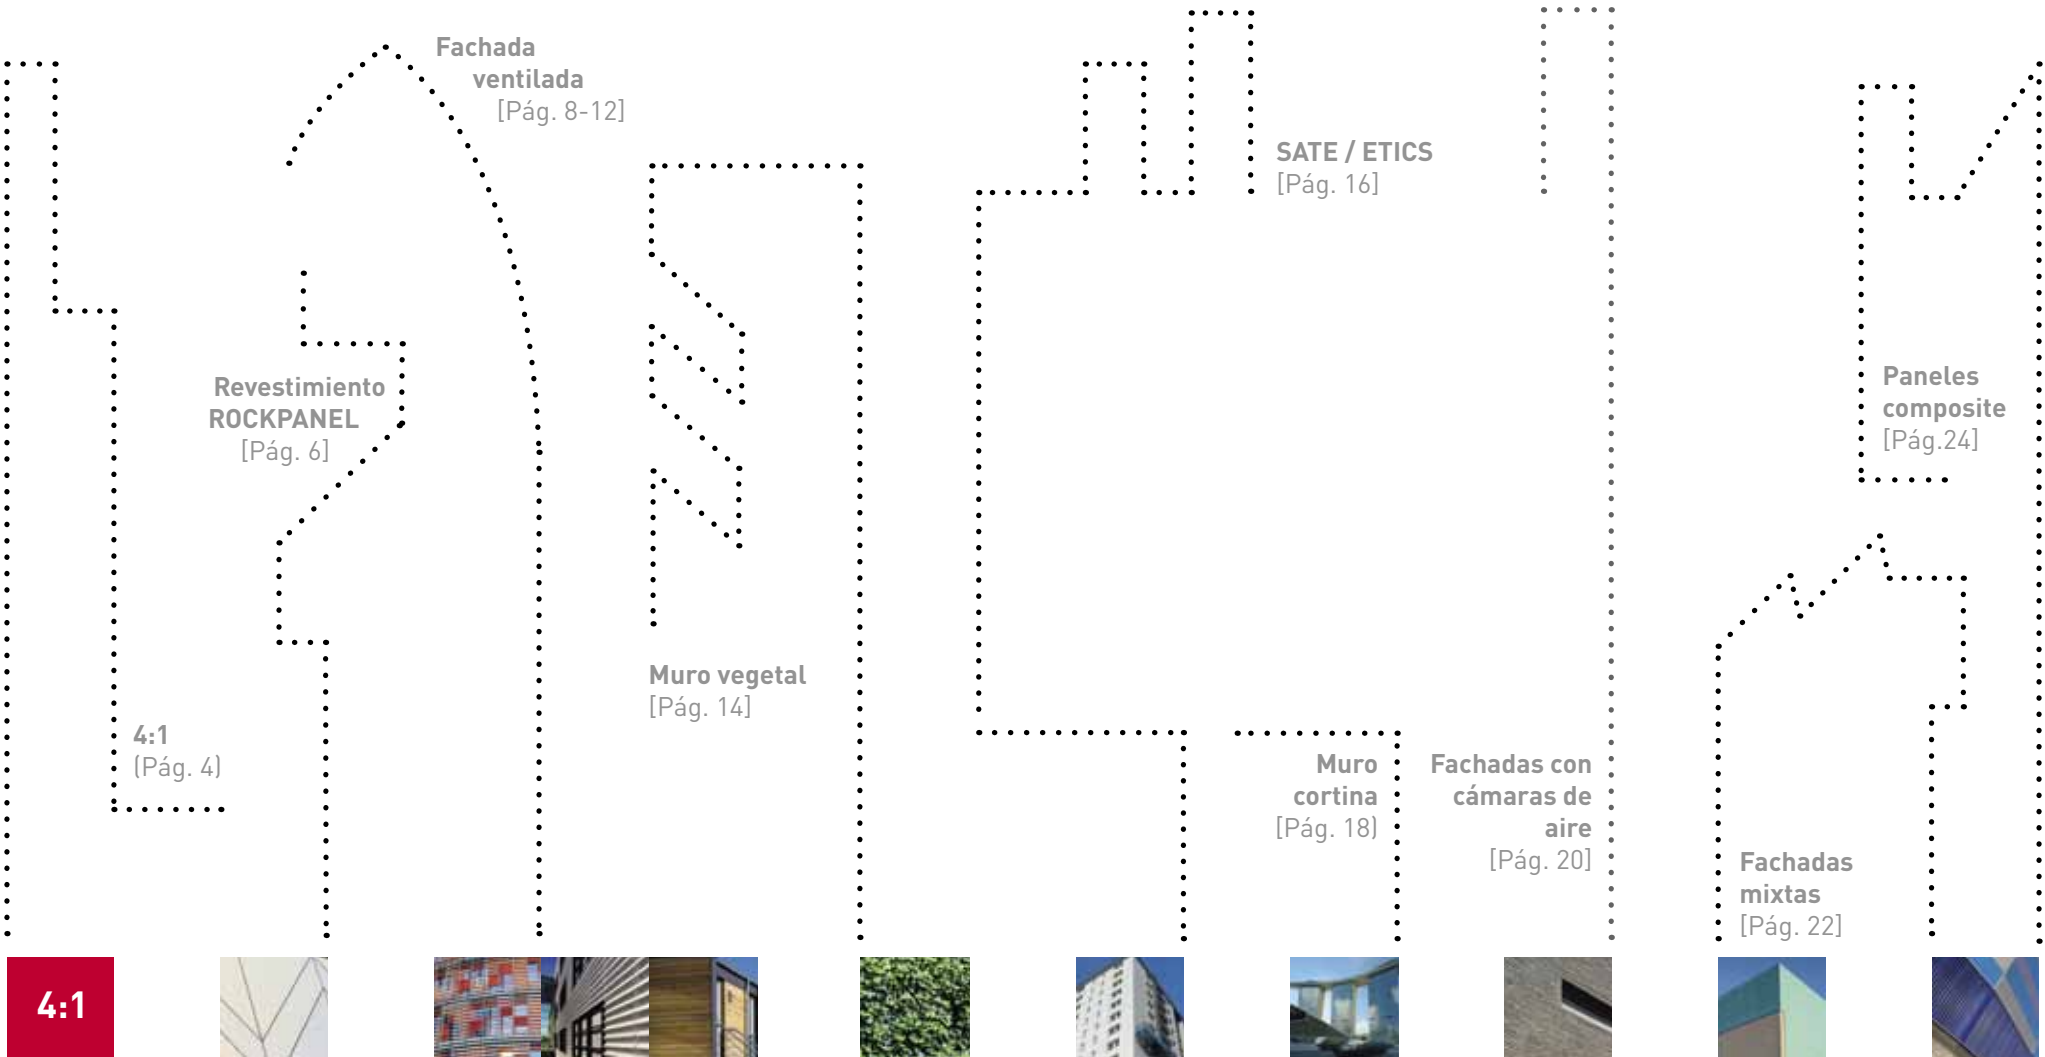 Fachada
ventilada
[Pág. 8-12]
SATE / ETICS
[Pág. 16]
Revestimiento
ROCKPANEL
[Pág. 6]
Paneles
composite
[Pág.24]
Muro vegetal
[Pág. 14]
4:1
(Pág. 4)
Muro
cortina
[Pág. 18)
Fachadas con
cámaras de
aire
[Pág. 20]
Fachadas
mixtas
[Pág. 22]
4:1